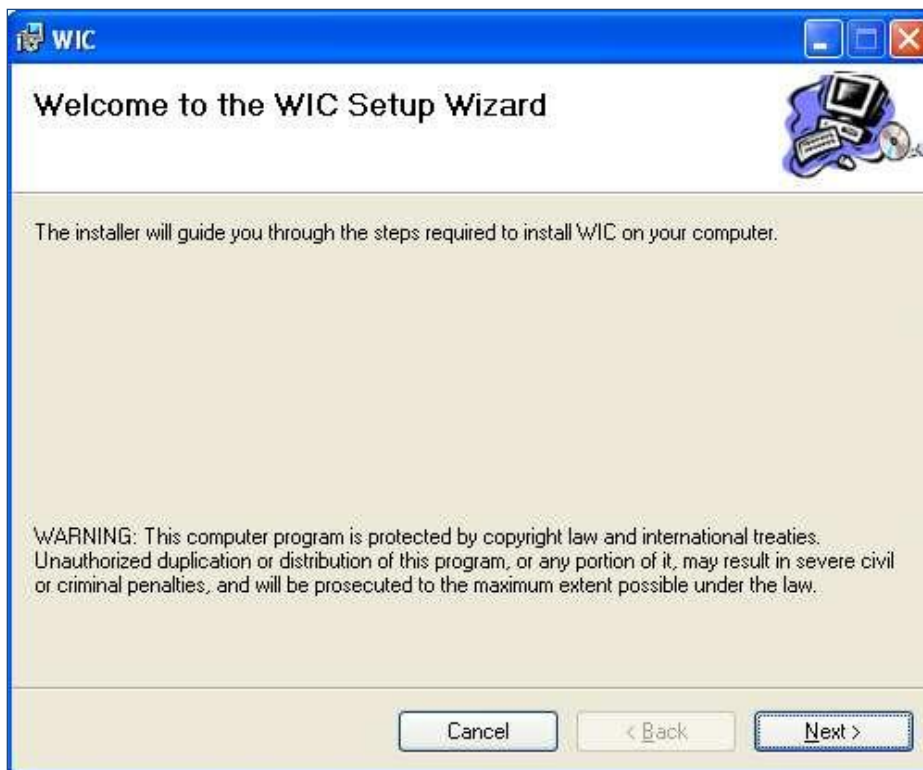 WIC
Welcome to the WIC Setup Wizard
The installer will guide you through the steps required to install WIC on your computer.
WARNING: This computer program is protected by copyright law and international treaties.
Unauthorized duplication or distribution of this program, or any portion of it, may result in severe civil
or criminal penalties, and will be prosecuted to the maximum extent possible under the law.
Cancel
< Back
Next >